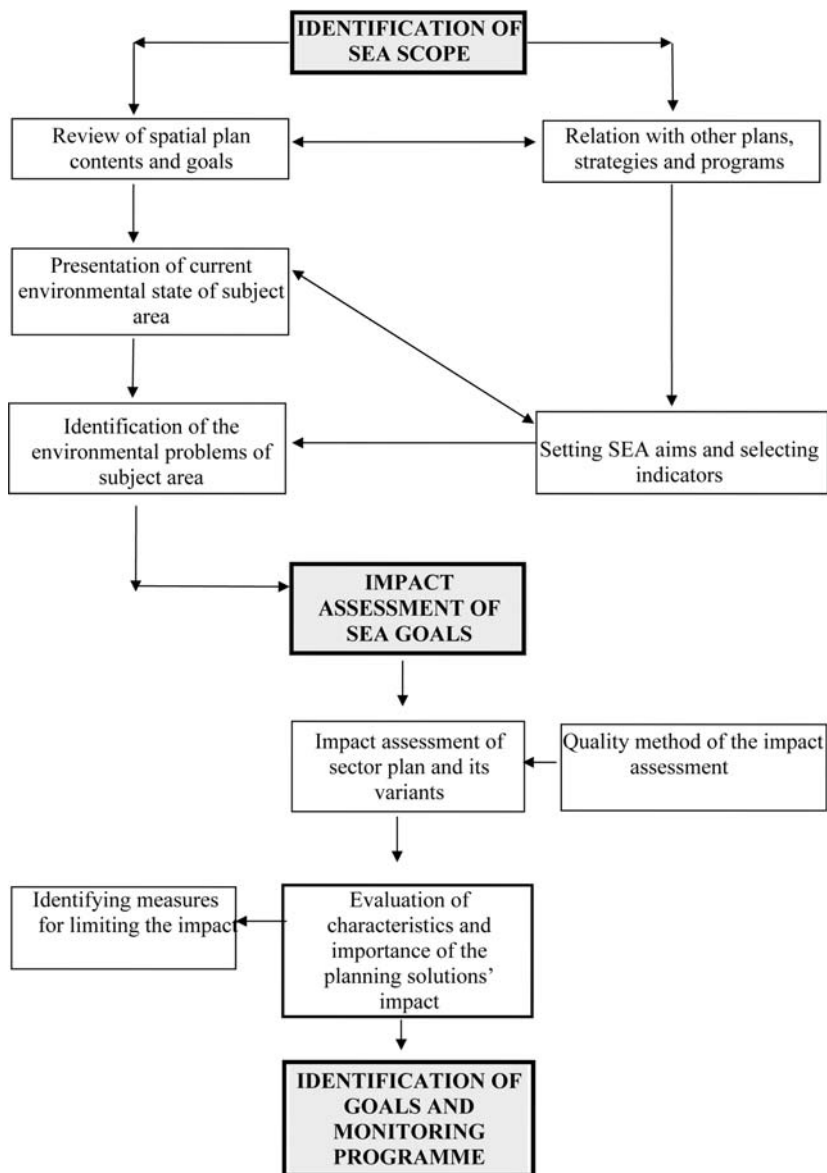 IDENTIFICATION OF
SEA SCOPE
Review of spatial plan
contents and goals
Relation with other plans,
strategies and programs
Presentation of current
environmental state of subject
area
Identification of the
environmental problems of
subject area
Setting SEA aims and selecting
indicators
IMPACT
ASSESSMENT OF
SEA GOALS
Impact assessment of
sector plan and its
variants
Quality method of the impact
assessment
Identifying measures
for limiting the impact
Evaluation of
characteristics and
importance of the
planning solutions’
impact
IDENTIFICATION OF
GOALS AND
MONITORING
PROGRAMME